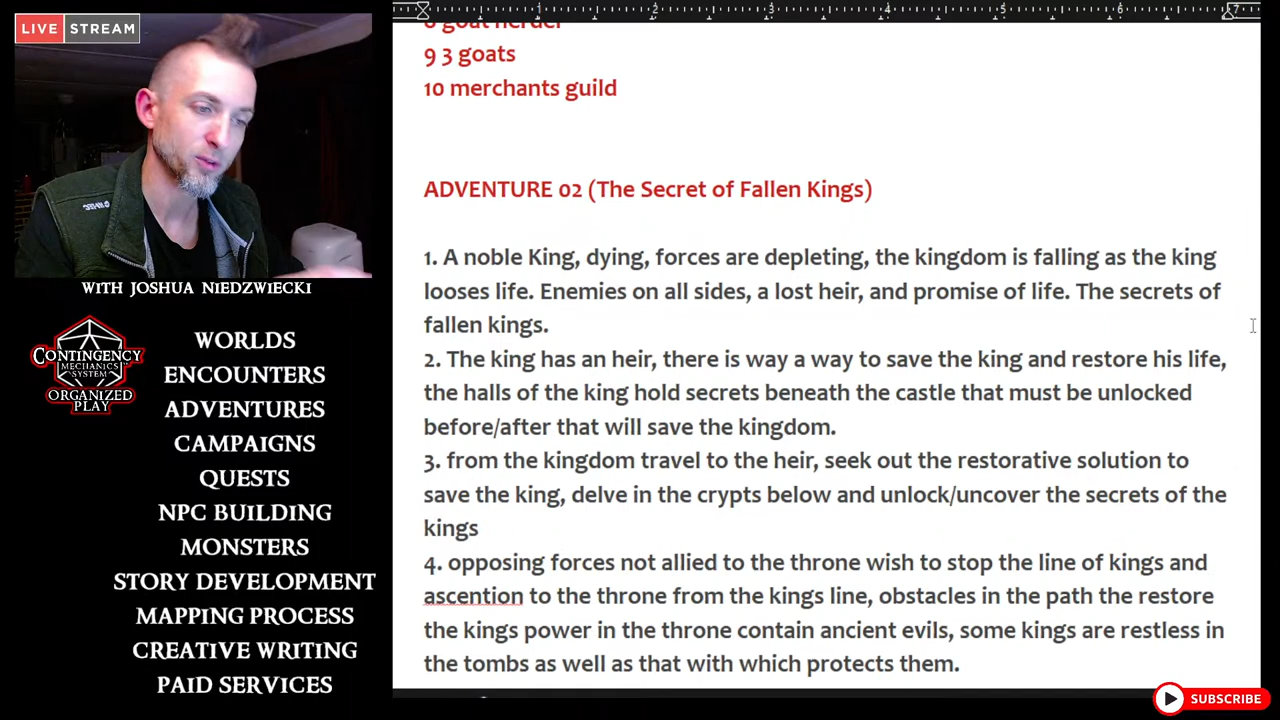 LIVE STREAM
WITH JOSHUA NIEDZWIECKI
CONTINGENCY
MECHANICS
SYSTEM
ORGANIZED
PLAY
WORLDS
ENCOUNTERS
ADVENTURES
CAMPAIGNS
QUESTS
NPC BUILDING
MONSTERS
STORY DEVELOPMENT
MAPPING PROCESS
CREATIVE WRITING
PAID SERVICES
1 2 3 4 5 6 7
8 goat herder
9 3 goats
10 merchants guild
ADVENTURE 02 (The Secret of Fallen Kings)
1. A noble King, dying, forces are depleting, the kingdom is falling as the king
looses life. Enemies on all sides, a lost heir, and promise of life. The secrets of
fallen kings.
2. The king has an heir, there is way a way to save the king and restore his life,
the halls of the king hold secrets beneath the castle that must be unlocked
before/after that will save the kingdom.
3. from the kingdom travel to the heir, seek out the restorative solution to
save the king, delve in the crypts below and unlock/uncover the secrets of the
kings
4. opposing forces not allied to the throne wish to stop the line of kings and
ascention to the throne from the kings line, obstacles in the path the restore
the kings power in the throne contain ancient evils, some kings are restless in
the tombs as well as that with which protects them.
SUBSCRIBE